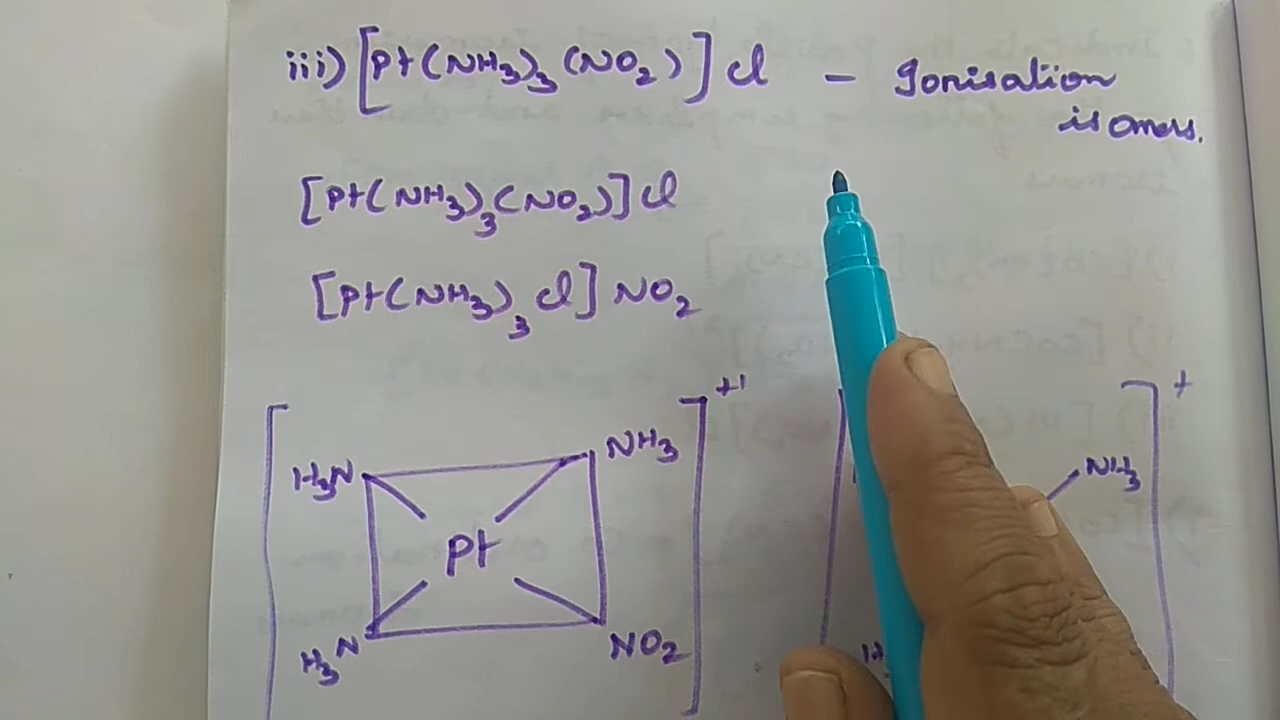 iii) [Pt(NH3)3 (NO2)] Cl - Ionisation
isomers.
[Pt(NH3)3(NO2)]Cl
[Pt(NH3)3 Cl] NO2
+1
+
H3N
NH3
NH3
Pt
H3N
NO2